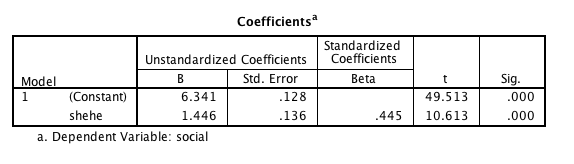 Coefficientsa
Unstandardized Coefficients Standardized Coefficients
Model B Std. Error Beta t Sig.
1 (Constant) 6.341 .128 49.513 .000
shehe 1.446 .136 .445 10.613 .000
a. Dependent Variable: social